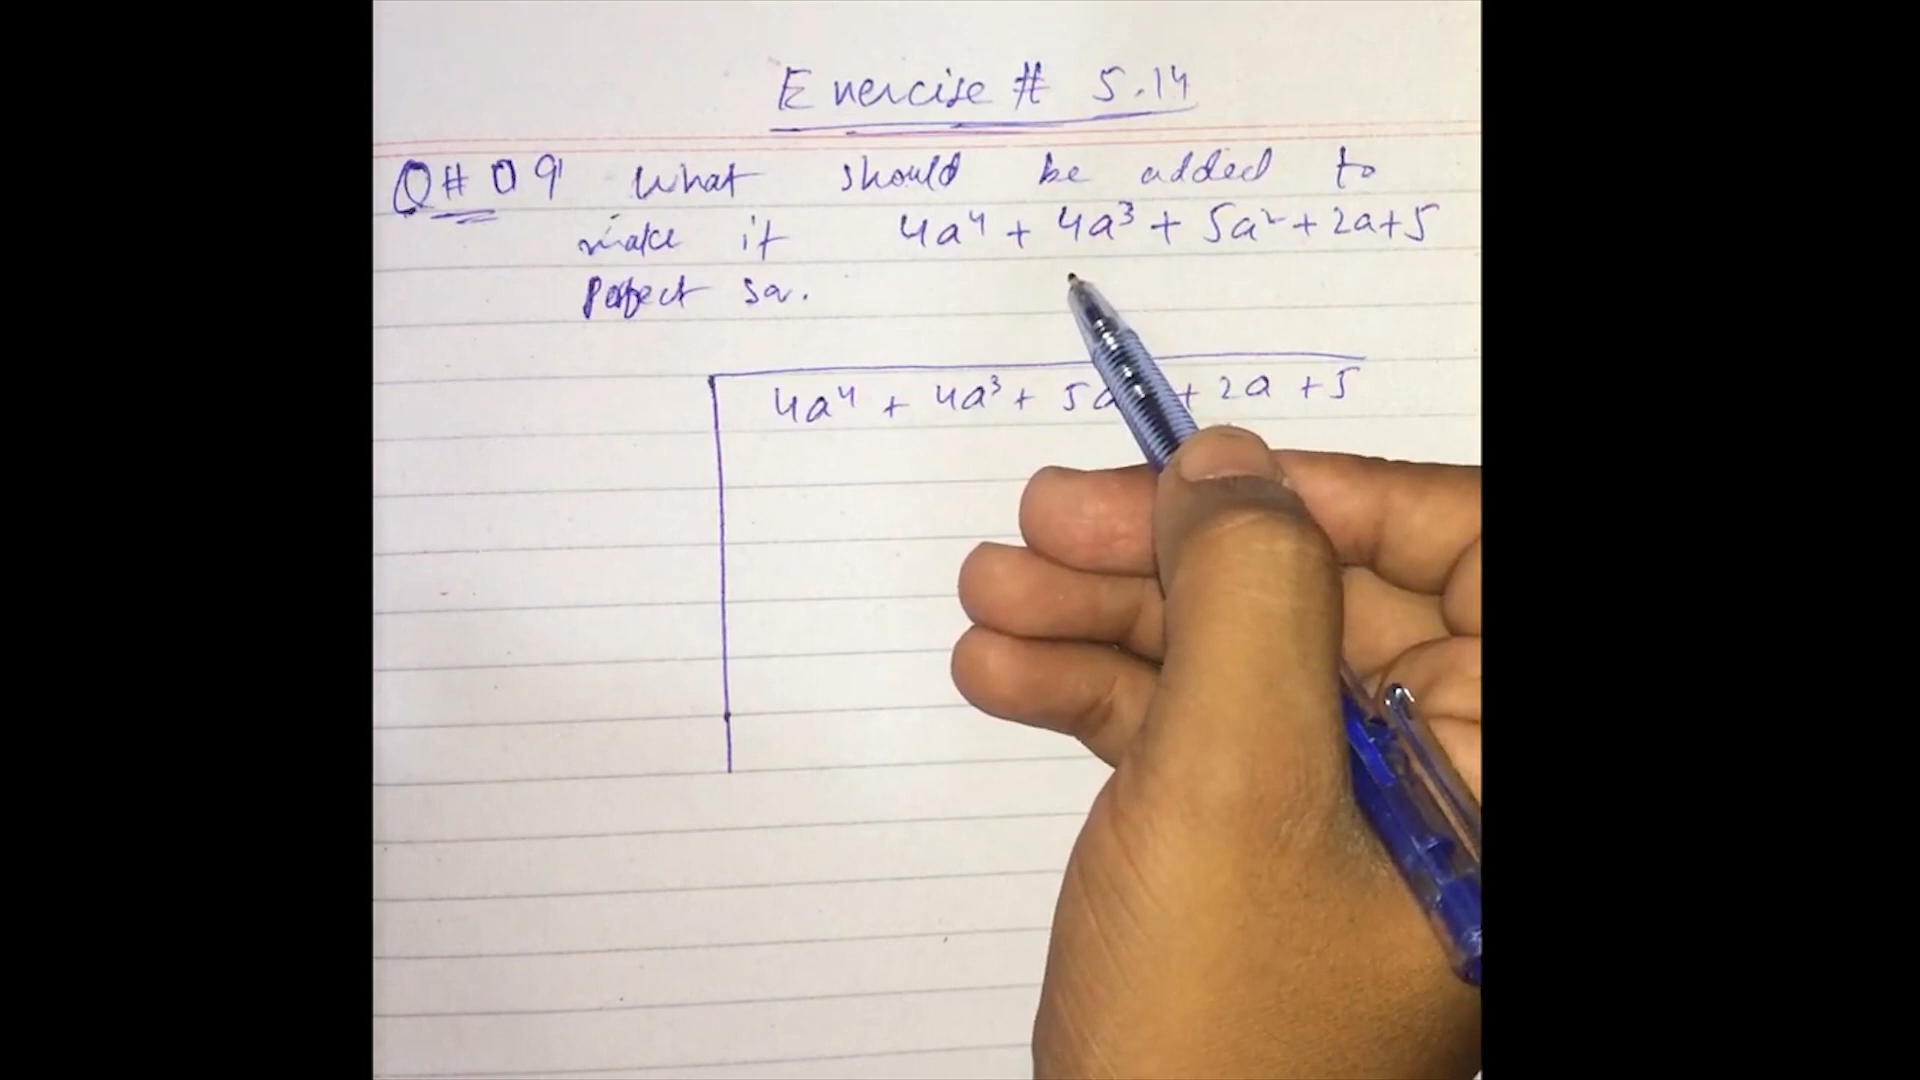 Exercise # 5.14
Q# 09 What should be added to
make it 4a⁴ + 4a³ + 5a² + 2a+5
Perfect sq.
4a⁴ + 4a³ + 5a + 2a + 5